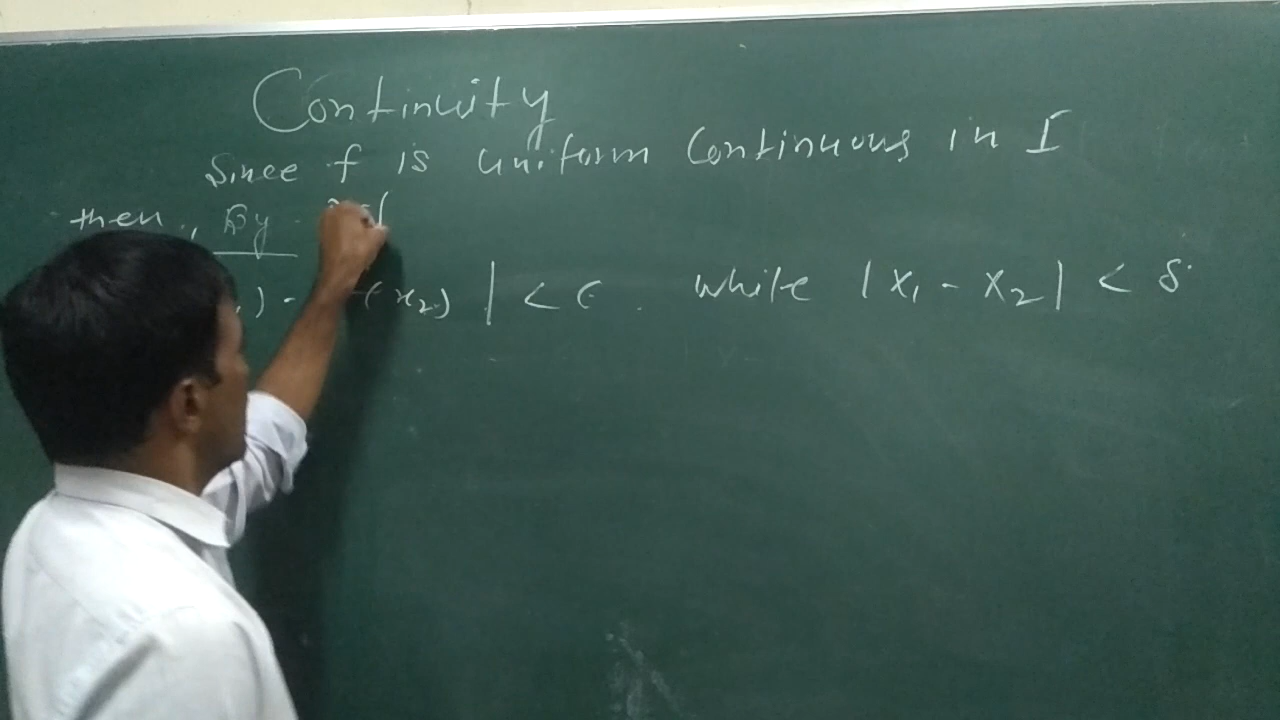 Continuity
Since f is uniform Continuous in I
then, By
) - (x₂) | < ϵ. while |x₁ - x₂| < δ